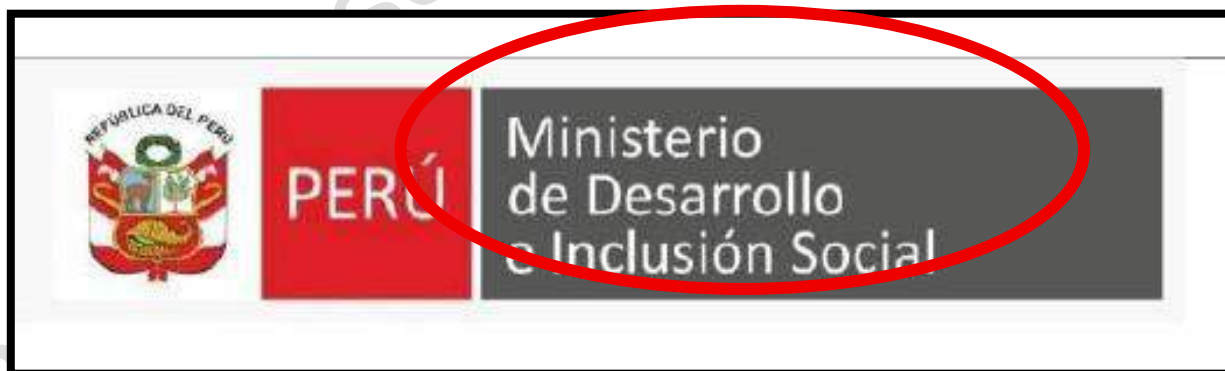 REPÚBLICA DEL PERÚ
PERÚ
Ministerio
de Desarrollo
e Inclusión Social